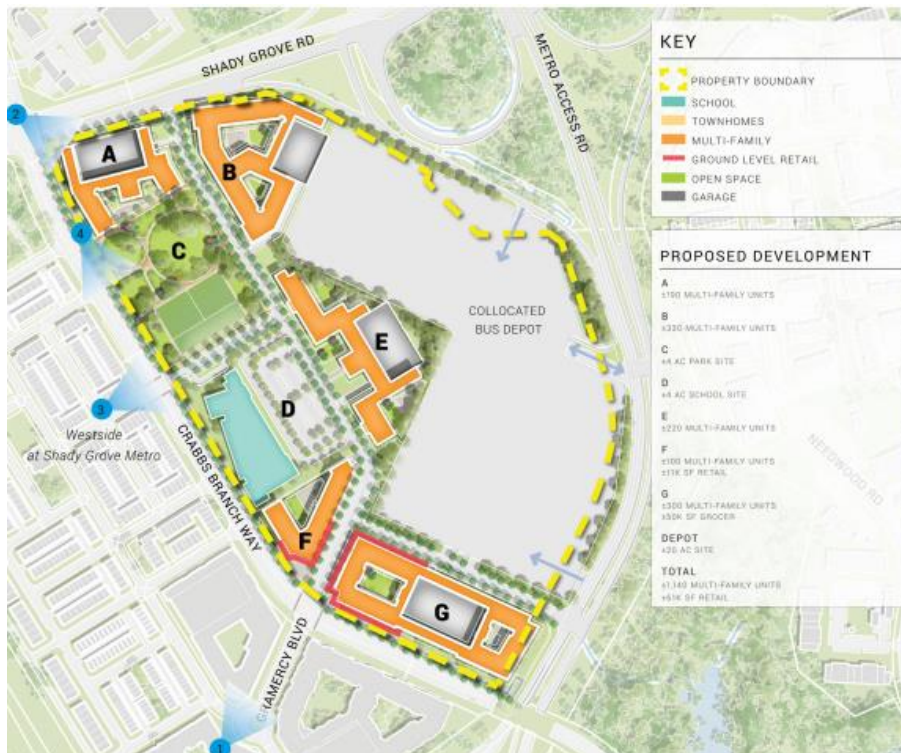 SHADY GROVE RD
METRO ACCESS RD
2
A
B
4
C
COLLOCATED
BUS DEPOT
E
3
D
Westside
at Shady Grove Metro
CRABBS BRANCH WAY
F
G
GRAMERCY BLVD
1
NEEDWOOD RD
KEY
PROPERTY BOUNDARY
SCHOOL
TOWNHOMES
MULTI-FAMILY
GROUND LEVEL RETAIL
OPEN SPACE
GARAGE
PROPOSED DEVELOPMENT
A
±190 MULTI-FAMILY UNITS
B
±330 MULTI-FAMILY UNITS
C
±4 AC PARK SITE
D
±4 AC SCHOOL SITE
E
±220 MULTI-FAMILY UNITS
F
±100 MULTI-FAMILY UNITS
±11K SF RETAIL
G
±300 MULTI-FAMILY UNITS
±50K SF GROCER
DEPOT
±20 AC SITE
TOTAL
±1,140 MULTI-FAMILY UNITS
±61K SF RETAIL